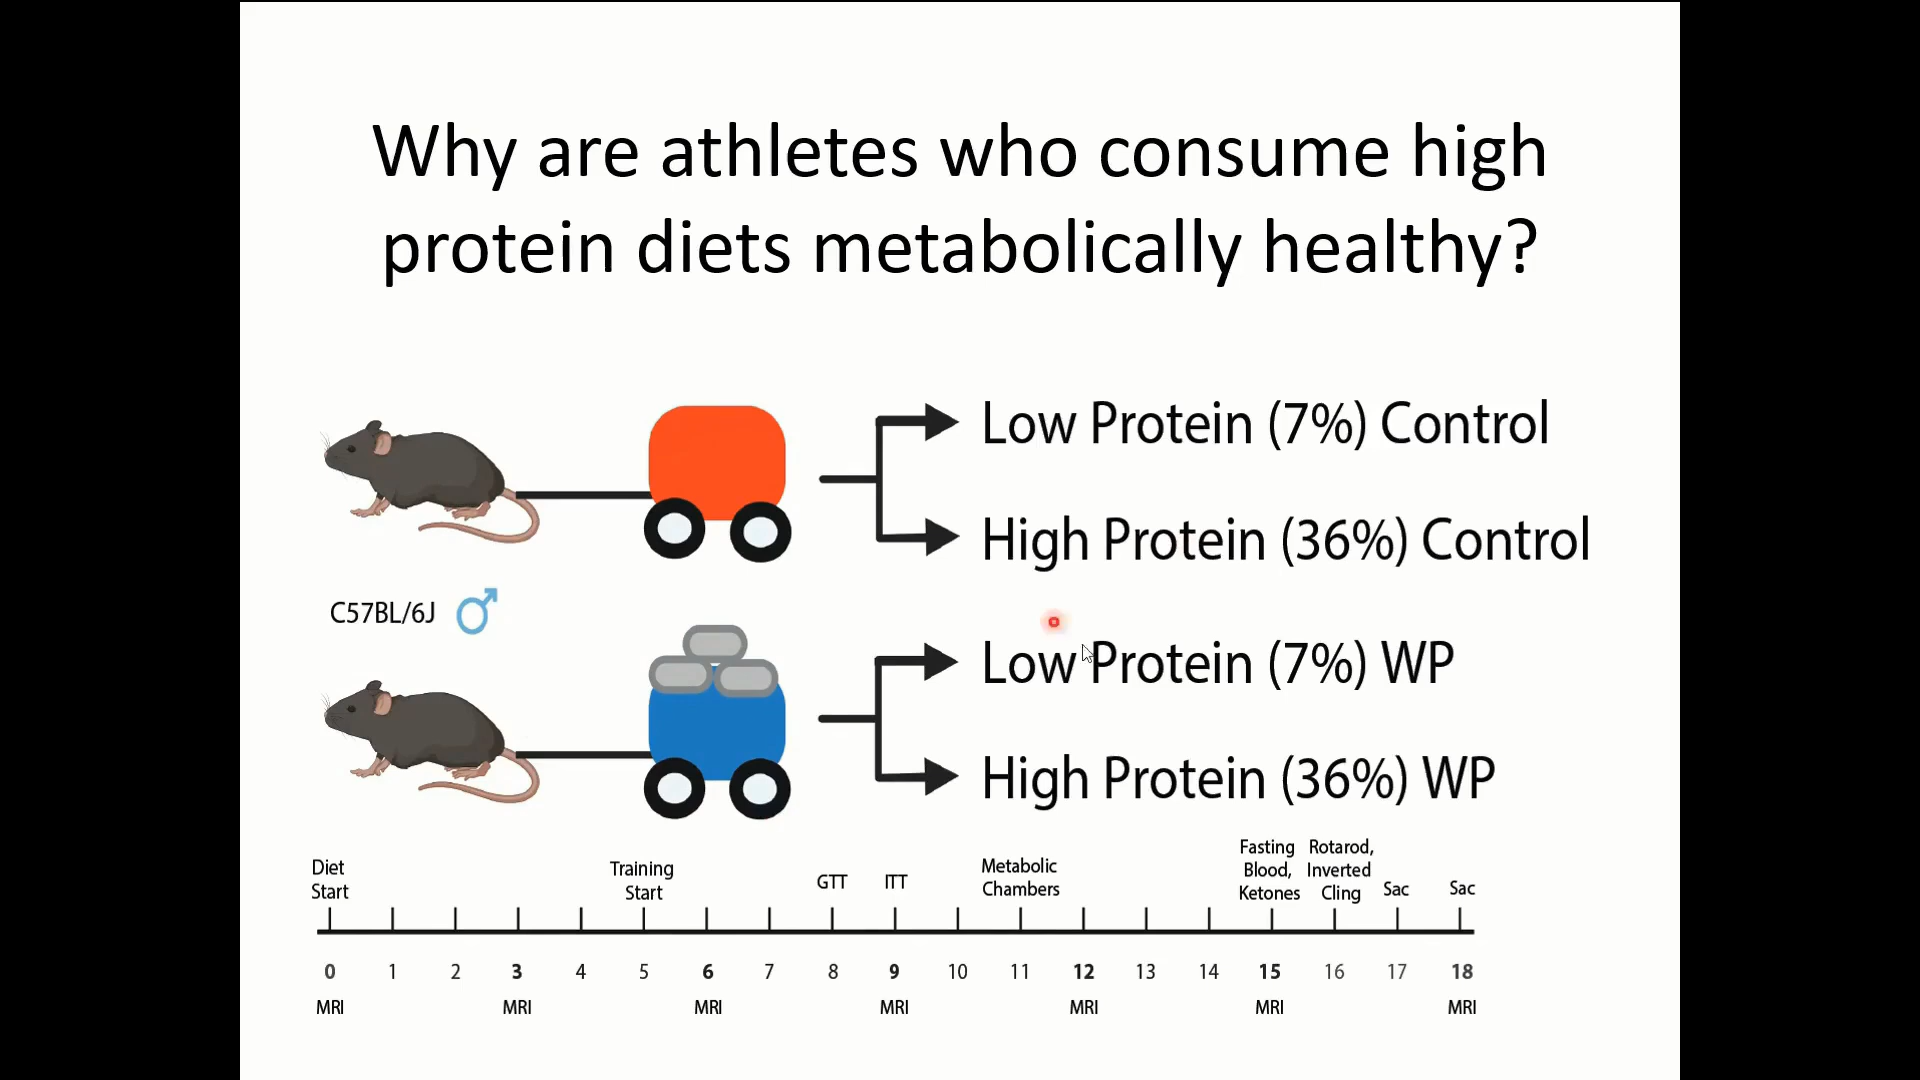 Why are athletes who consume high
protein diets metabolically healthy?
Low Protein (7%) Control
High Protein (36%) Control
C57BL/6J
Low Protein (7%) WP
High Protein (36%) WP
Diet
Start
Training
Start
GTT
ITT
Metabolic
Chambers
Fasting
Blood,
Ketones
Rotarod,
Inverted
Cling
Sac
Sac
0 1 2 3 4 5 6 7 8 9 10 11 12 13 14 15 16 17 18
MRI MRI MRI MRI MRI MRI MRI